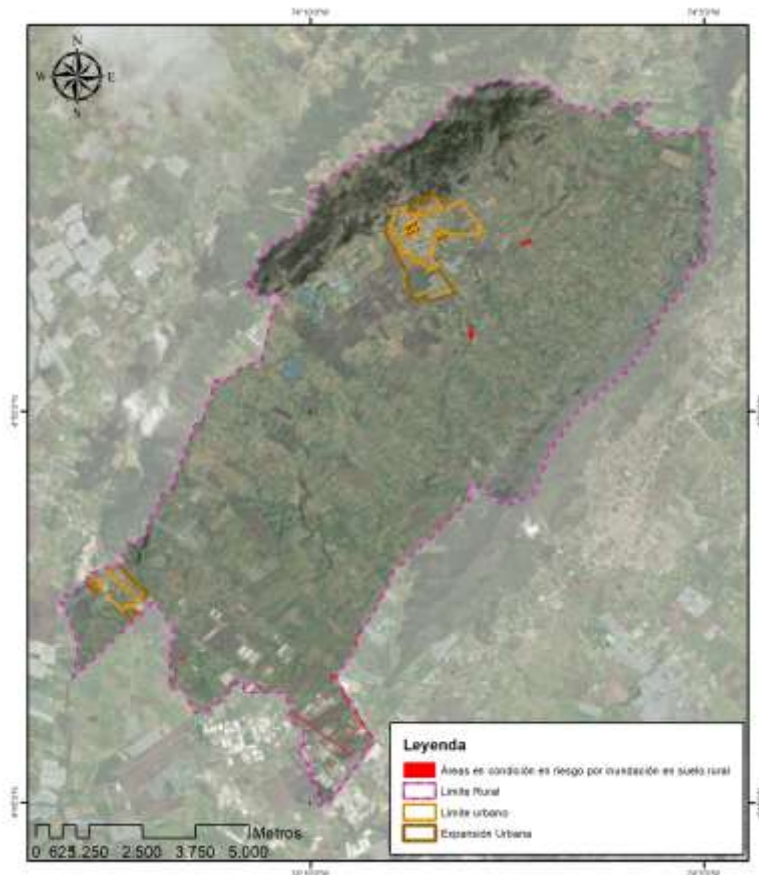 N
W E
S
Leyenda
Áreas en condición en riesgo por inundación en suelo rural
Limite Rural
Limite urbano
Expansión Urbana
Metros
0 625 1.250 2.500 3.750 5.000